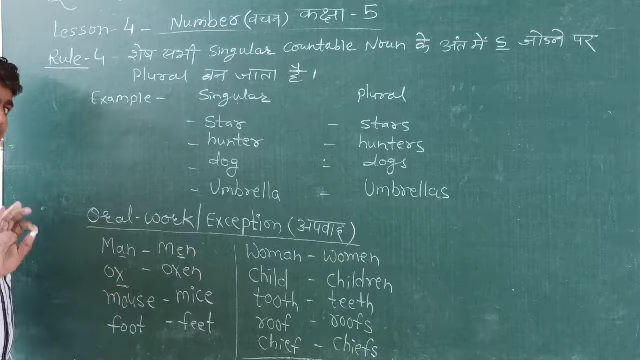 Lesson-4- Number (वचन) कक्षा-5
Rule-4- शेष सभी Singular Countable Noun के अंत में s जोडने पर
Plural बन जाता है।
Example- Singular Plural
- Star - stars
- hunter - hunters
- dog - dogs
- Umbrella - Umbrellas
Oral-work/Exception (अपवाह)
Man - Men
Ox - oxen
mouse - mice
foot - feet
Woman - women
Child - children
tooth - teeth
roof - roofs
chief - chiefs